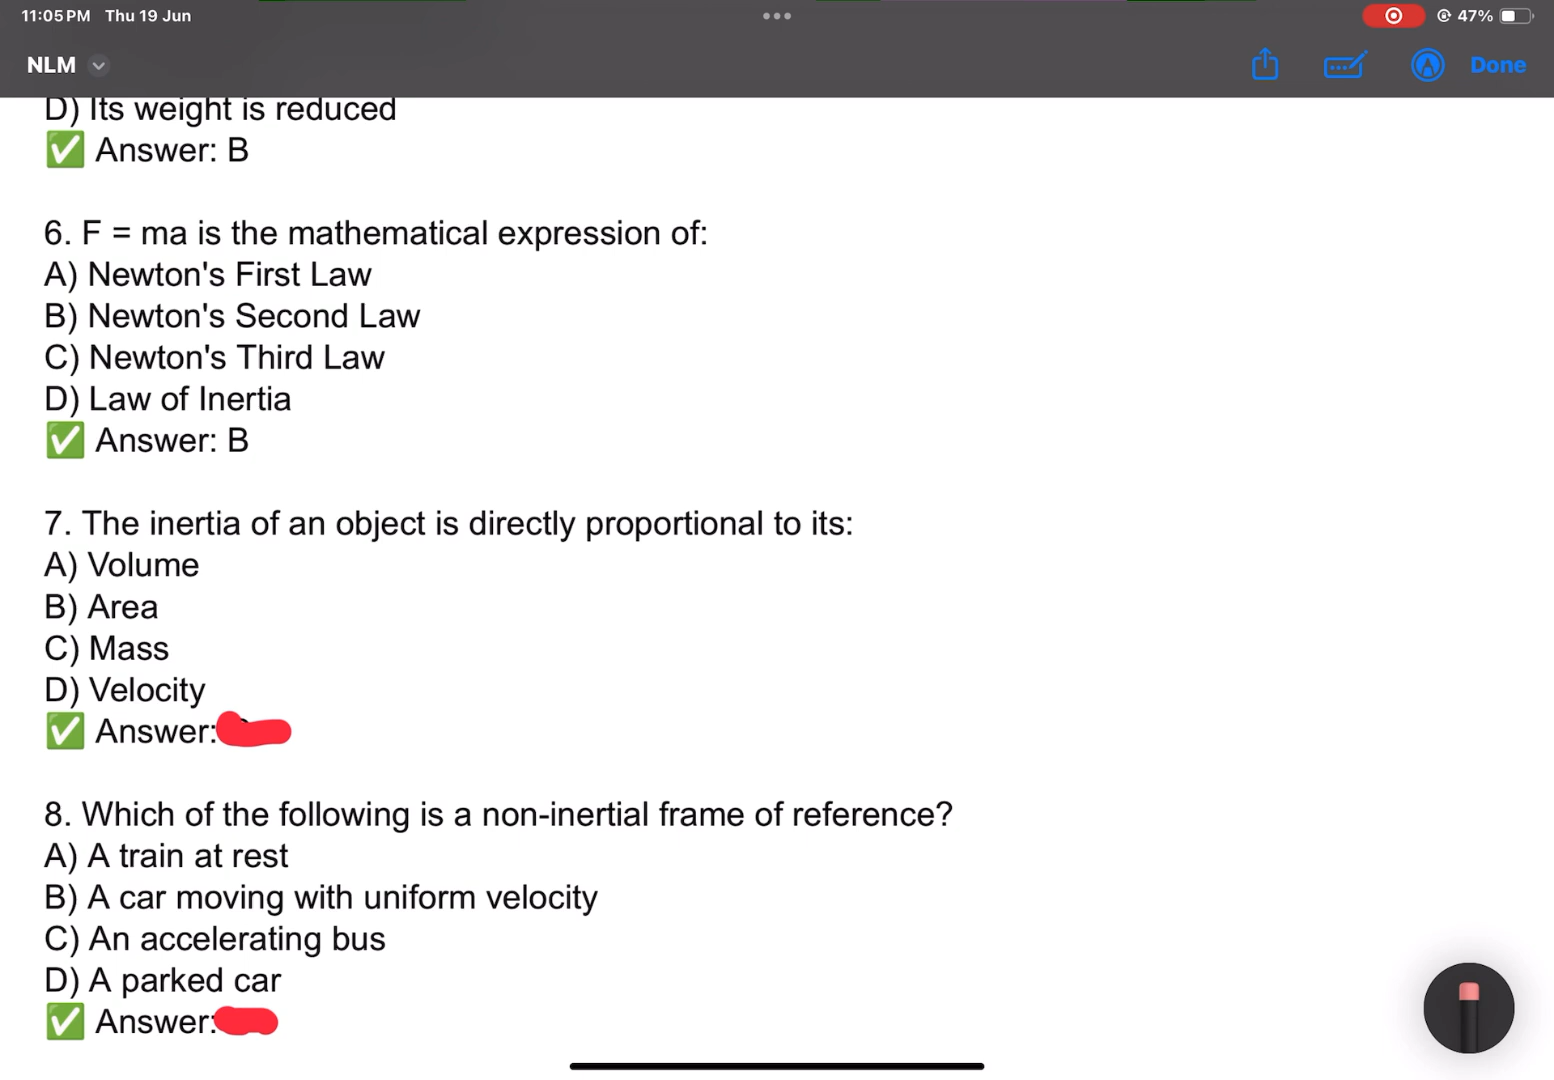 11:05 PM Thu 19 Jun
47%
NLM
Done
D) Its weight is reduced
✅ Answer: B
6. F = ma is the mathematical expression of:
A) Newton's First Law
B) Newton's Second Law
C) Newton's Third Law
D) Law of Inertia
✅ Answer: B
7. The inertia of an object is directly proportional to its:
A) Volume
B) Area
C) Mass
D) Velocity
✅ Answer:
8. Which of the following is a non-inertial frame of reference?
A) A train at rest
B) A car moving with uniform velocity
C) An accelerating bus
D) A parked car
✅ Answer: